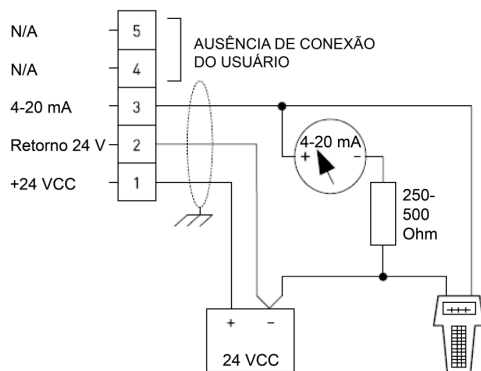 N/A
5
N/A
4
AUSÊNCIA DE CONEXÃO
DO USUÁRIO
4-20 mA
3
Retorno 24 V
2
+24 VCC
1
4-20 mA
+
−
250-
500
Ohm
+
−
24 VCC
+++